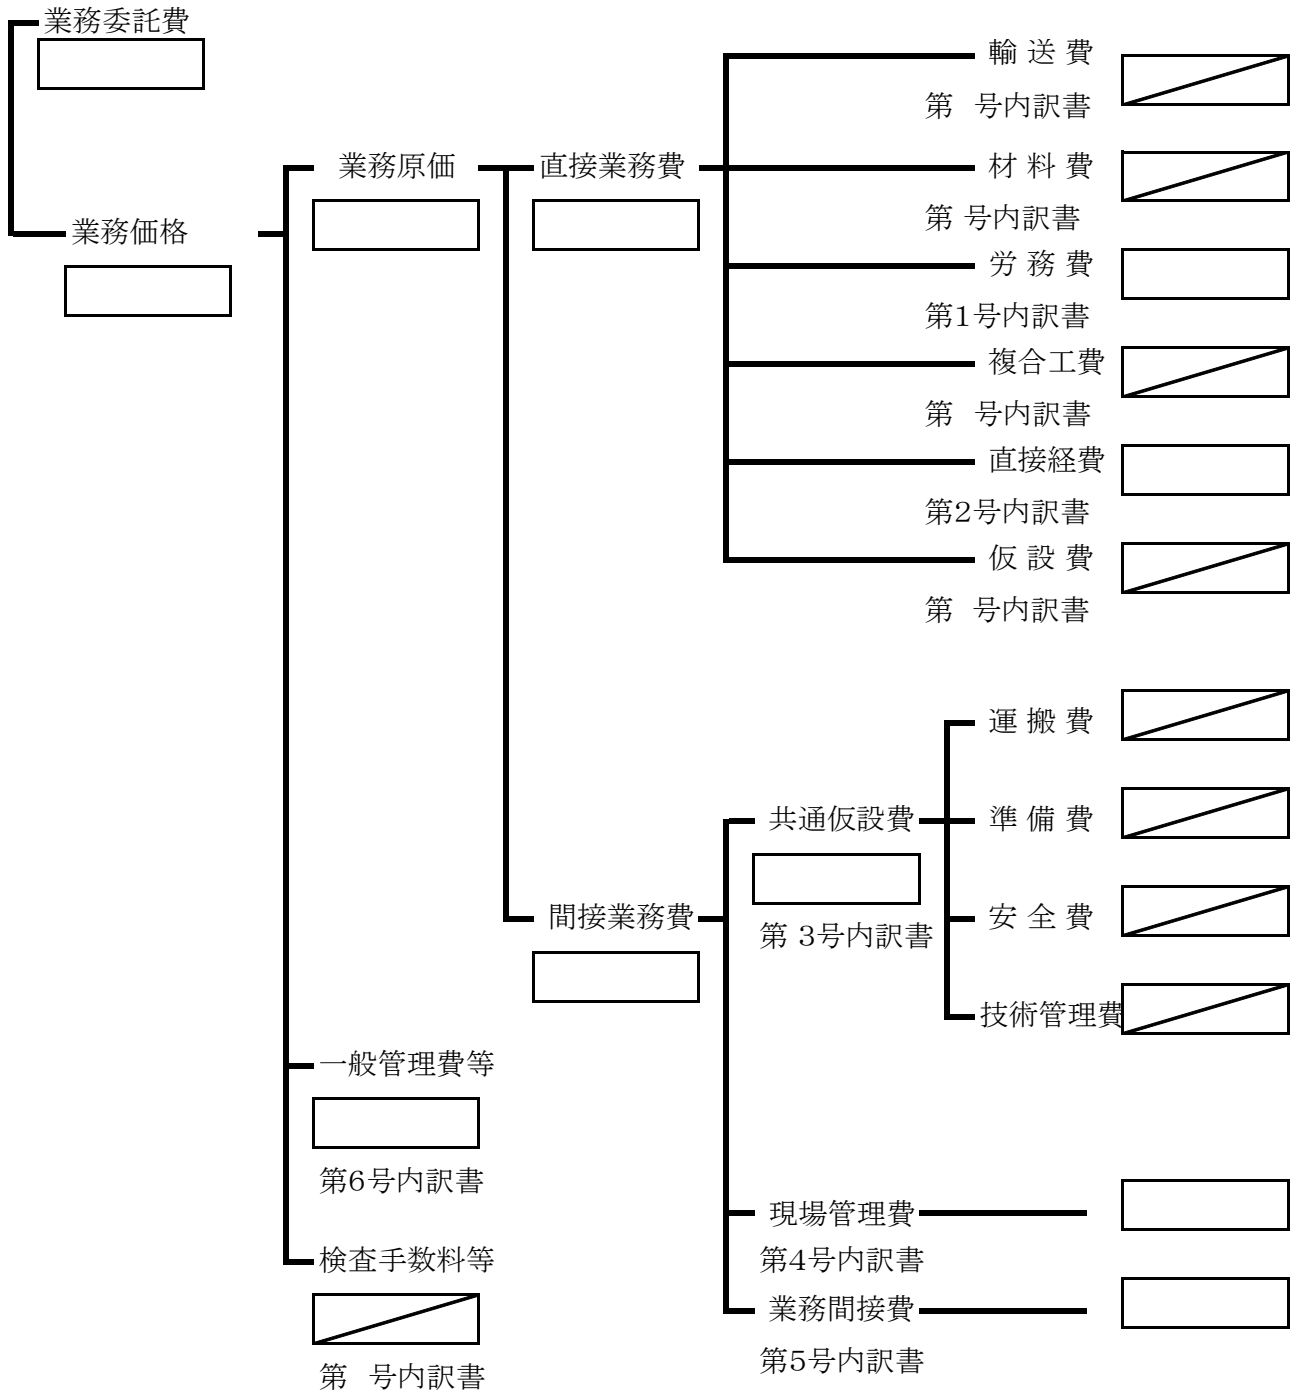 業務委託費
輸 送 費
第　号内訳書
業務原価
直接業務費
材 料 費
第 号内訳書
業務価格
労 務 費
第1号内訳書
複合工費
第　号内訳書
直接経費
第2号内訳書
仮 設 費
第　号内訳書
運 搬 費
共通仮設費
準 備 費
間接業務費
安 全 費
第 3号内訳書
技術管理費
一般管理費等
第6号内訳書
現場管理費
第4号内訳書
検査手数料等
業務間接費
第5号内訳書
第　号内訳書